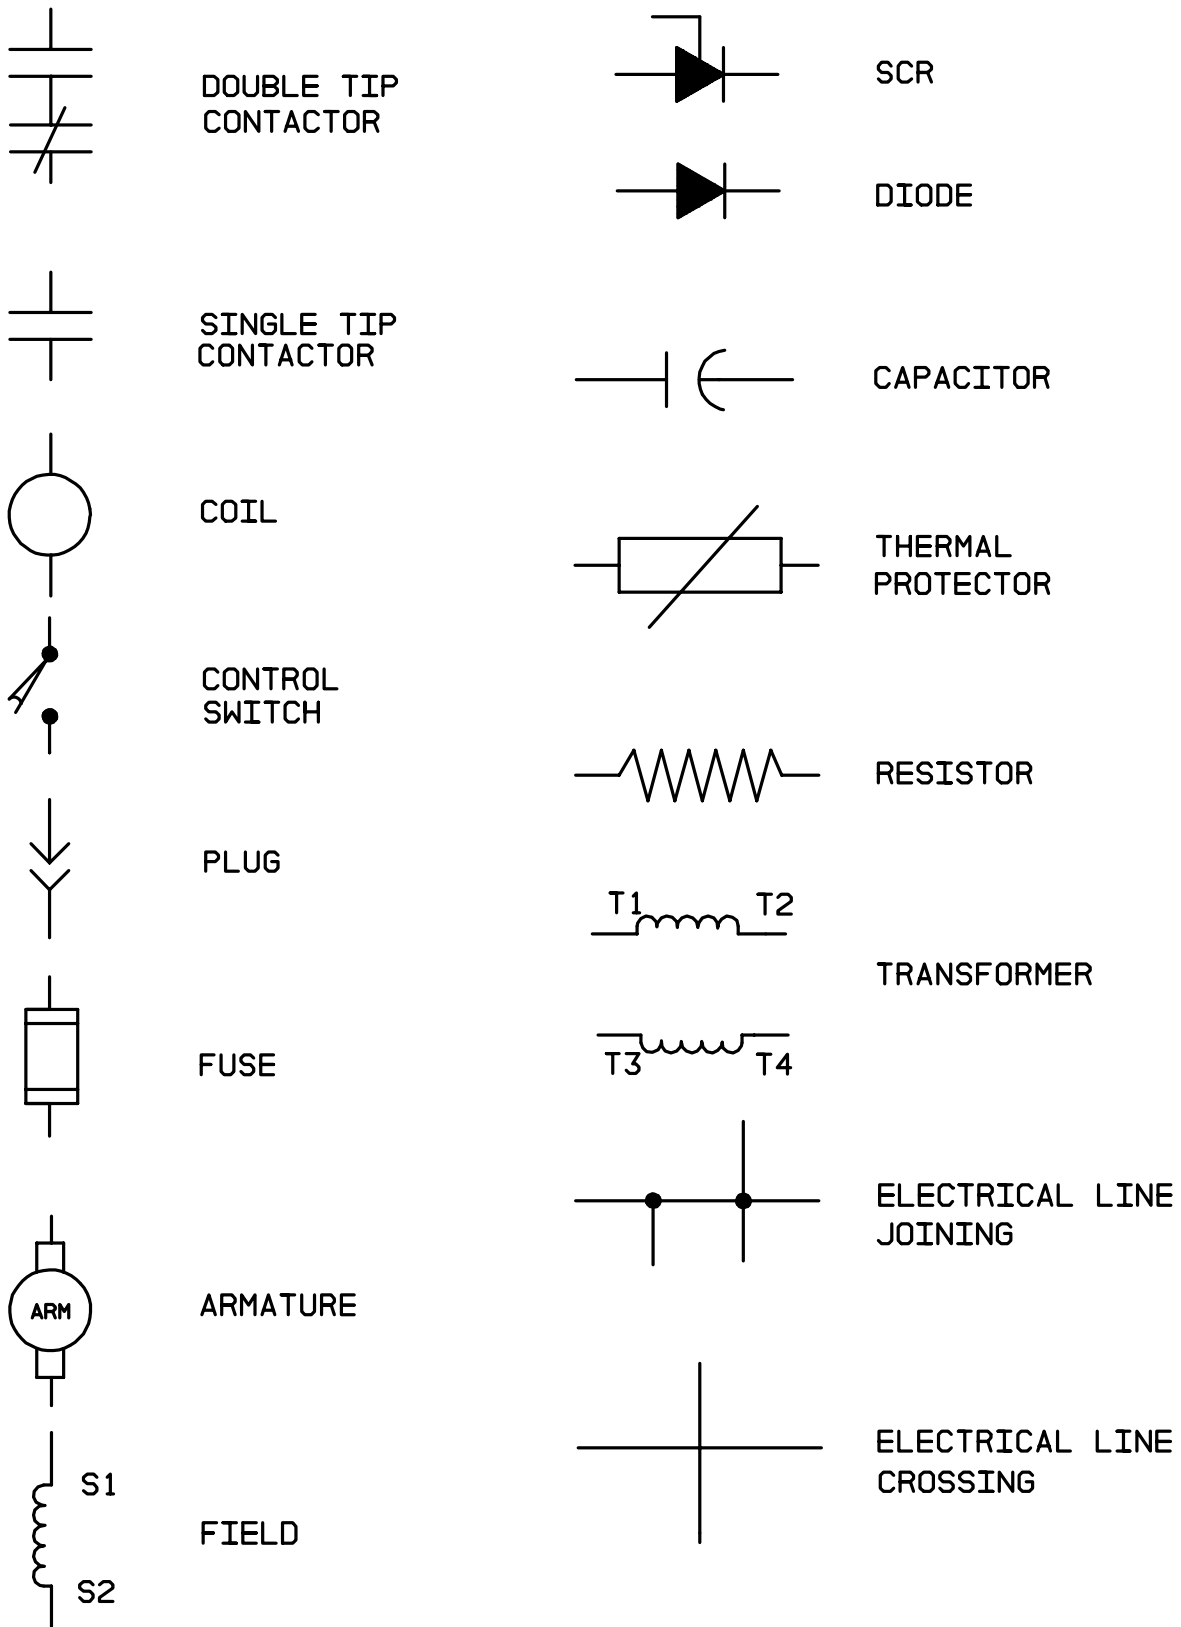 DOUBLE TIP
CONTACTOR
SINGLE TIP
CONTACTOR
COIL
CONTROL
SWITCH
PLUG
FUSE
ARM
ARMATURE
S1
FIELD
S2
SCR
DIODE
CAPACITOR
THERMAL
PROTECTOR
RESISTOR
T1 T2
TRANSFORMER
T3 T4
ELECTRICAL LINE
JOINING
ELECTRICAL LINE
CROSSING